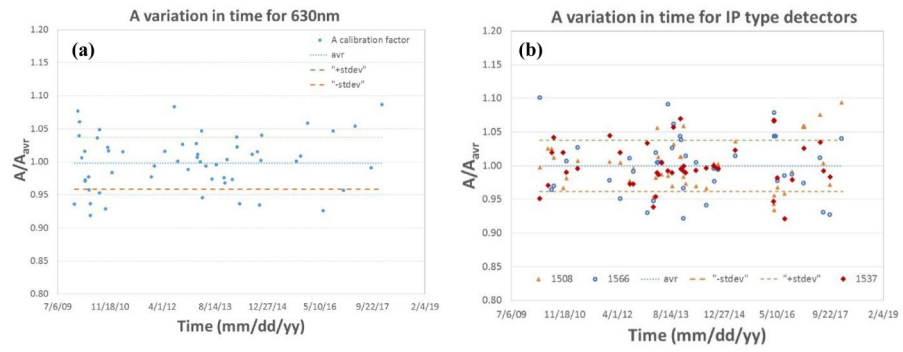 A variation in time for 630nm
(a)
A calibration factor
avr
"+stdev"
"-stdev"
1.20
1.10
1.05
1.00
0.95
0.90
0.85
0.80
A/Aavr
7/6/09 11/18/10 4/1/12 8/14/13 12/27/14 5/10/16 9/22/17 2/4/19
Time (mm/dd/yy)
A variation in time for IP type detectors
(b)
1.20
1.15
1.10
1.05
1.00
0.95
0.90
0.85
0.80
A/Aavr
1508 1566 avr "-stdev" "+stdev" 1537
7/6/09 11/18/10 4/1/12 8/14/13 12/27/14 5/10/16 9/22/17 2/4/19
Time (mm/dd/yy)